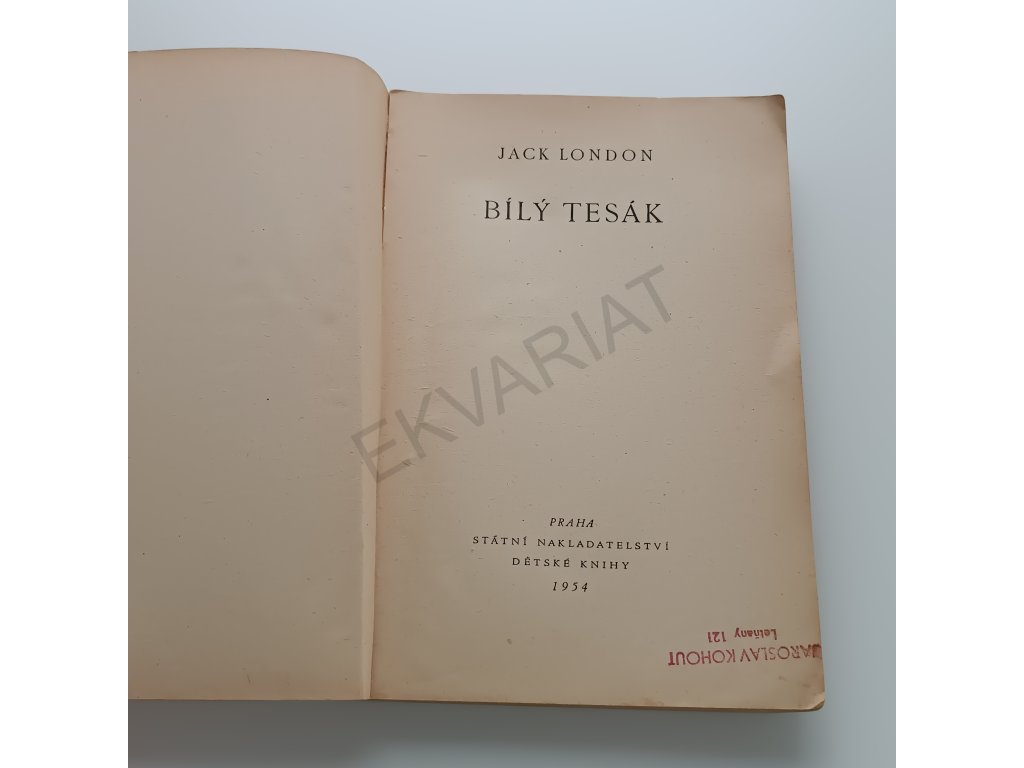 JACK LONDON
BÍLÝ TESÁK
EKVARIAT
PRAHA
STÁTNÍ NAKLADATELSTVÍ
DĚTSKÉ KNIHY
1954
JAROSLAV KOHOUT
Letňany 121